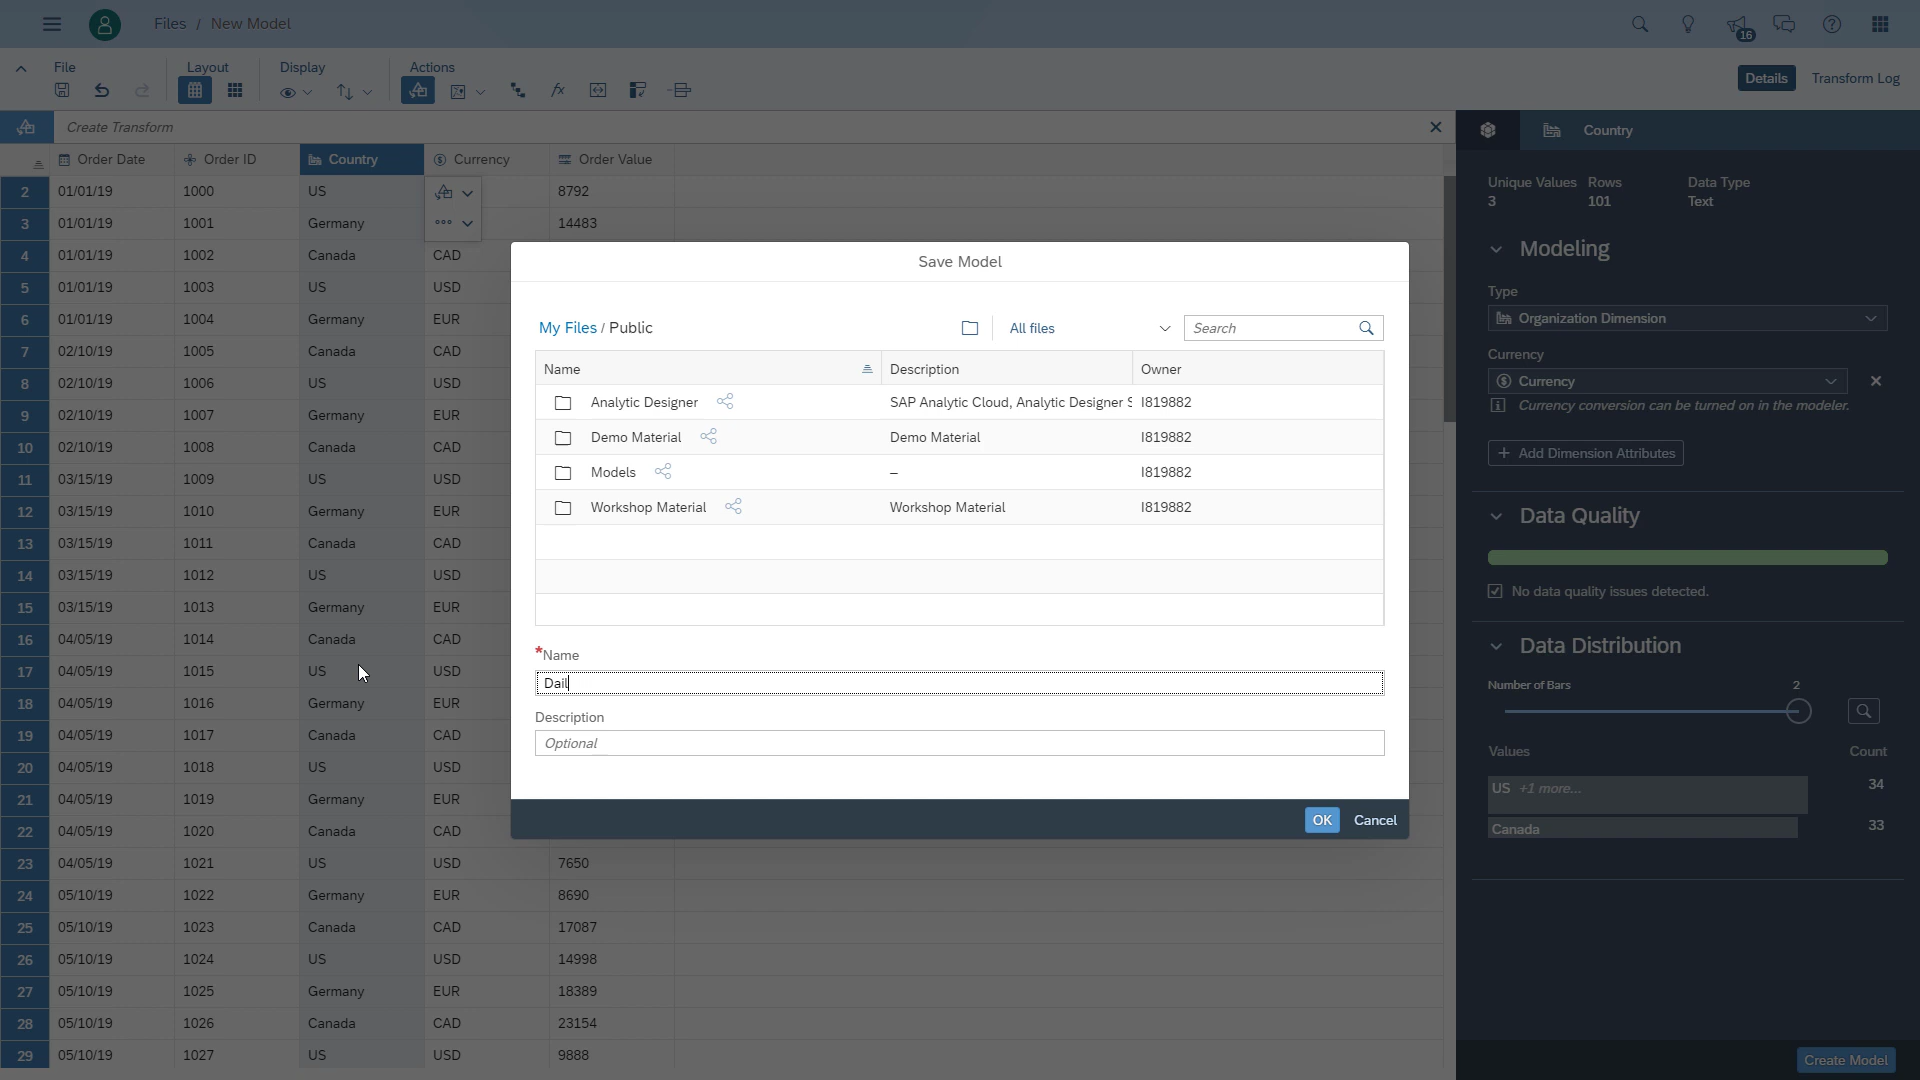 Files / New Model
16
File Layout Display Actions
Details Transform Log
Create Transform
Order Date Order ID Country Currency Order Value
2 01/01/19 1000 US 8792
3 01/01/19 1001 Germany 14483
4 01/01/19 1002 Canada CAD
5 01/01/19 1003 US USD
6 01/01/19 1004 Germany EUR
7 02/10/19 1005 Canada CAD
8 02/10/19 1006 US USD
9 02/10/19 1007 Germany EUR
10 02/10/19 1008 Canada CAD
11 03/15/19 1009 US USD
12 03/15/19 1010 Germany EUR
13 03/15/19 1011 Canada CAD
14 03/15/19 1012 US USD
15 03/15/19 1013 Germany EUR
16 04/05/19 1014 Canada CAD
17 04/05/19 1015 US USD
18 04/05/19 1016 Germany EUR
19 04/05/19 1017 Canada CAD
20 04/05/19 1018 US USD
21 04/05/19 1019 Germany EUR
22 04/05/19 1020 Canada CAD
23 04/05/19 1021 US USD 7650
24 05/10/19 1022 Germany EUR 8690
25 05/10/19 1023 Canada CAD 17087
26 05/10/19 1024 US USD 14998
27 05/10/19 1025 Germany EUR 18389
28 05/10/19 1026 Canada CAD 23154
29 05/10/19 1027 US USD 9888
Save Model
My Files / Public
All files
Search
Name Description Owner
Analytic Designer SAP Analytic Cloud, Analytic Designer S I819882
Demo Material Demo Material I819882
Models – I819882
Workshop Material Workshop Material I819882
*Name
Dail
Description
Optional
OK Cancel
Country
Unique Values Rows Data Type
3 101 Text
Modeling
Type
Organization Dimension
Currency
Currency
Currency conversion can be turned on in the modeler.
+ Add Dimension Attributes
Data Quality
No data quality issues detected.
Data Distribution
Number of Bars 2
Values Count
US +1 more... 34
Canada 33
Create Model